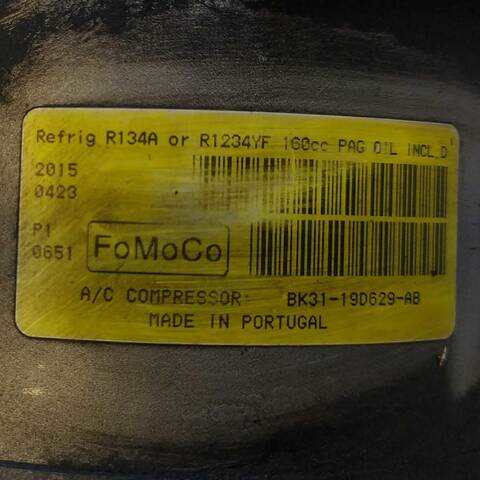 Refrig R134A or R1234YF 160cc PAG OIL INCL D
2015
0423
P1
0651
FoMoCo
A/C COMPRESSOR: BK31-19D629-AB
MADE IN PORTUGAL